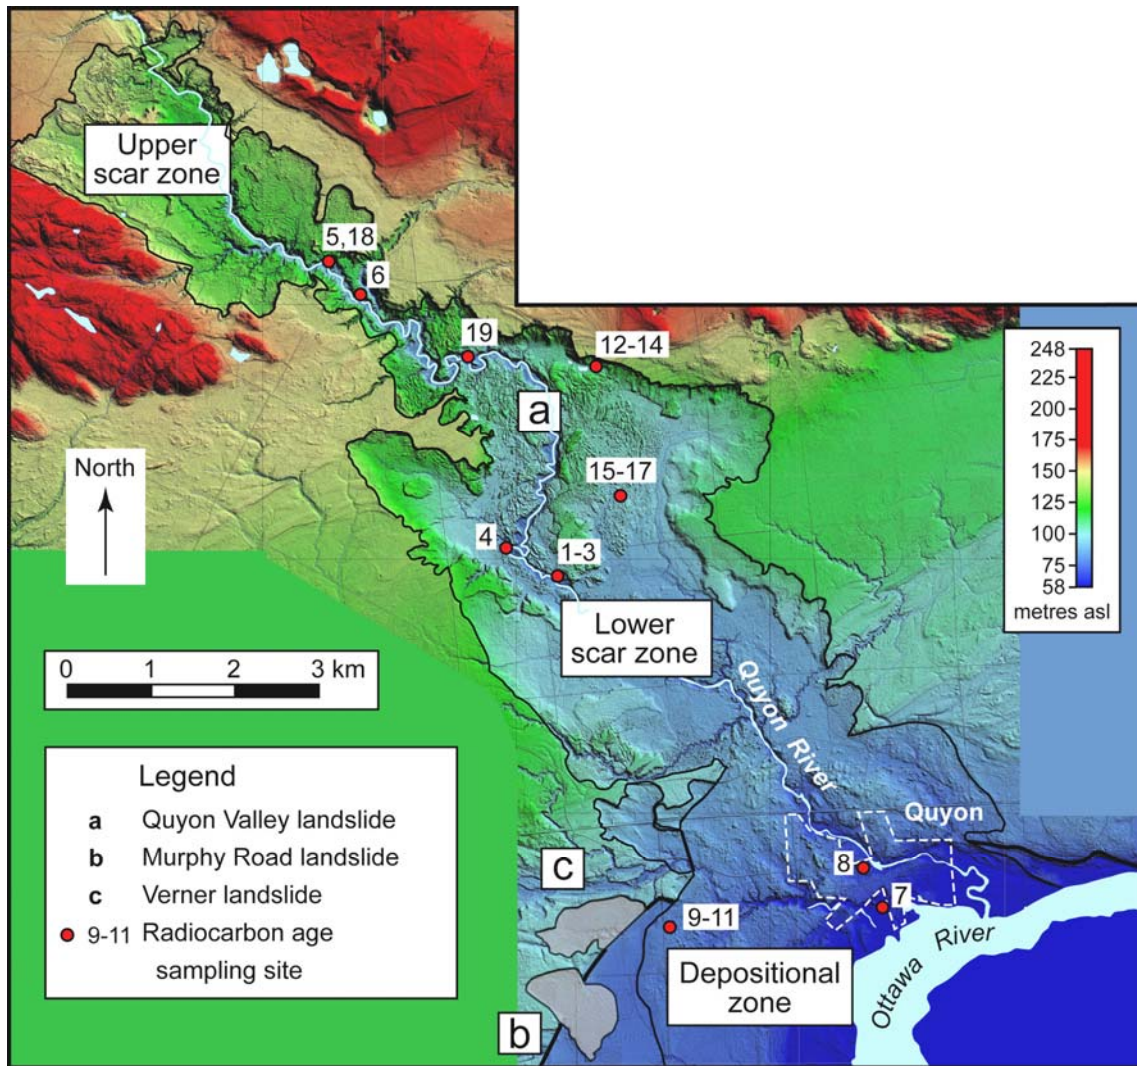 Upper
scar zone
5,18
6
19
12-14
a
15-17
4
1-3
North
248
225
200
175
150
125
100
75
58
metres asl
Lower
scar zone
0 1 2 3 km
Quyon River
Quyon
Legend
a Quyon Valley landslide
b Murphy Road landslide
c Verner landslide
9-11 Radiocarbon age
sampling site
c
8
7
9-11
Depositional
zone
Ottawa River
b